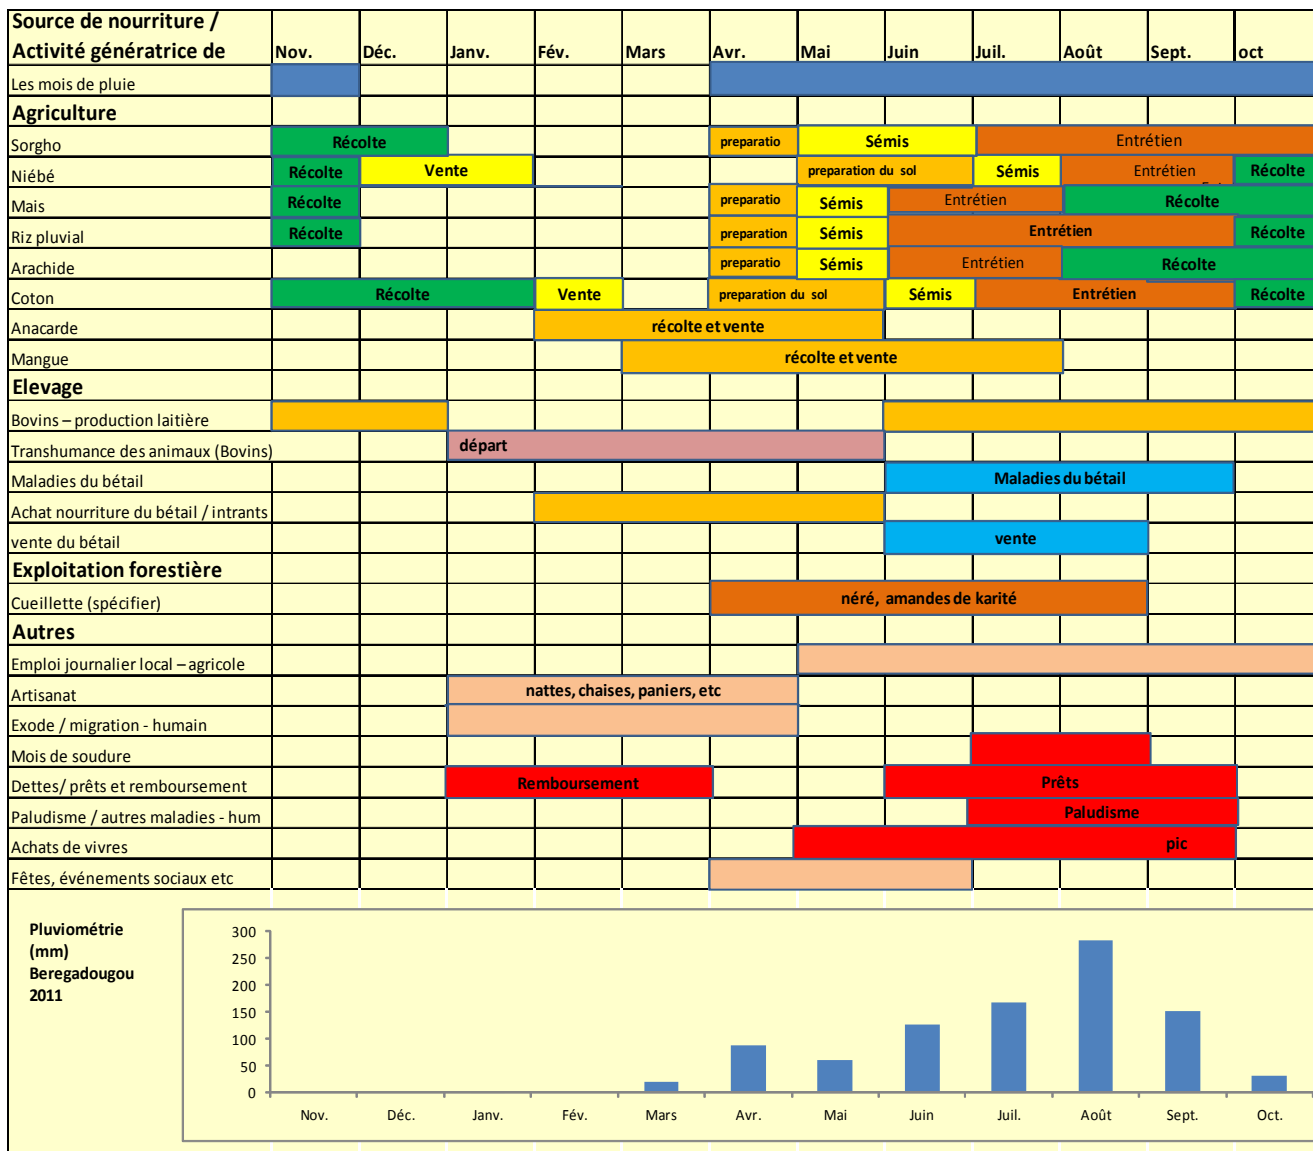 Source de nourriture /
Activité génératrice de Nov. Déc. Janv. Fév. Mars Avr. Mai Juin Juil. Août Sept. oct
Les mois de pluie
Agriculture
Sorgho Récolte preparatio Sémis Entrétien
Niébé Récolte Vente preparation du sol Sémis Entrétien Récolte
Mais Récolte preparatio Sémis Entrétien Récolte
Riz pluvial Récolte preparation Sémis Entrétien Récolte
Arachide preparatio Sémis Entrétien Récolte
Coton Récolte Vente preparation du sol Sémis Entrétien Récolte
Anacarde récolte et vente
Mangue récolte et vente
Elevage
Bovins – production laitière
Transhumance des animaux (Bovins) départ
Maladies du bétail Maladies du bétail
Achat nourriture du bétail / intrants
vente du bétail vente
Exploitation forestière
Cueillette (spécifier) néré, amandes de karité
Autres
Emploi journalier local – agricole
Artisanat nattes, chaises, paniers, etc
Exode / migration - humain
Mois de soudure
Dettes/ prêts et remboursement Remboursement Prêts
Paludisme / autres maladies - hum Paludisme
Achats de vivres pic
Fêtes, événements sociaux etc
Pluviométrie
(mm)
Beregadougou
2011
300
250
200
150
100
50
0
Nov. Déc. Janv. Fév. Mars Avr. Mai Juin Juil. Août Sept. Oct.